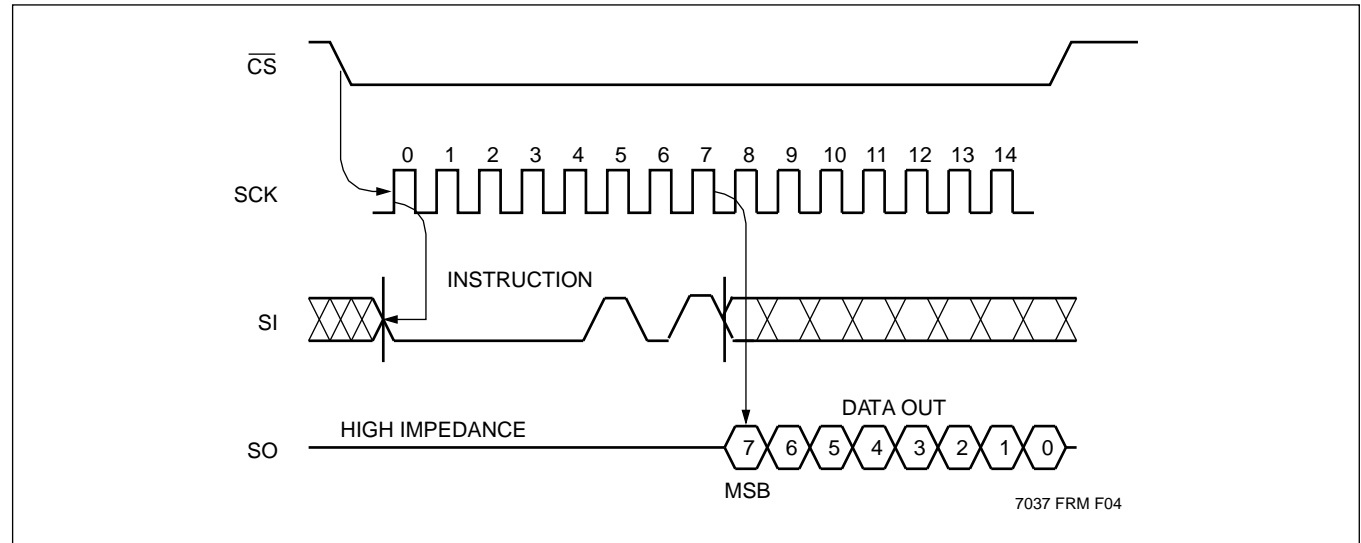 CS
0 1 2 3 4 5 6 7 8 9 10 11 12 13 14
SCK
INSTRUCTION
SI
DATA OUT
HIGH IMPEDANCE
SO
7 6 5 4 3 2 1 0
MSB
7037 FRM F04